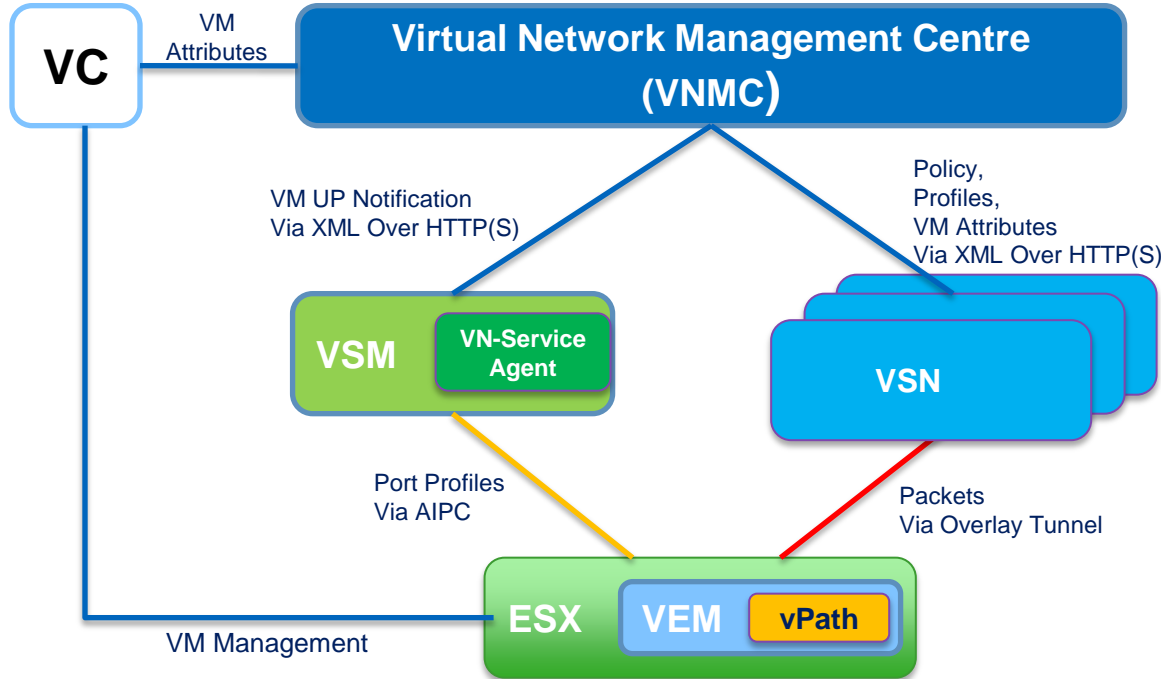 VC
VM
Attributes
Virtual Network Management Centre
(VNMC)
VM UP Notification
Via XML Over HTTP(S)
Policy,
Profiles,
VM Attributes
Via XML Over HTTP(S)
VSM
VN-Service
Agent
VSN
Port Profiles
Via AIPC
Packets
Via Overlay Tunnel
ESX
VEM
vPath
VM Management